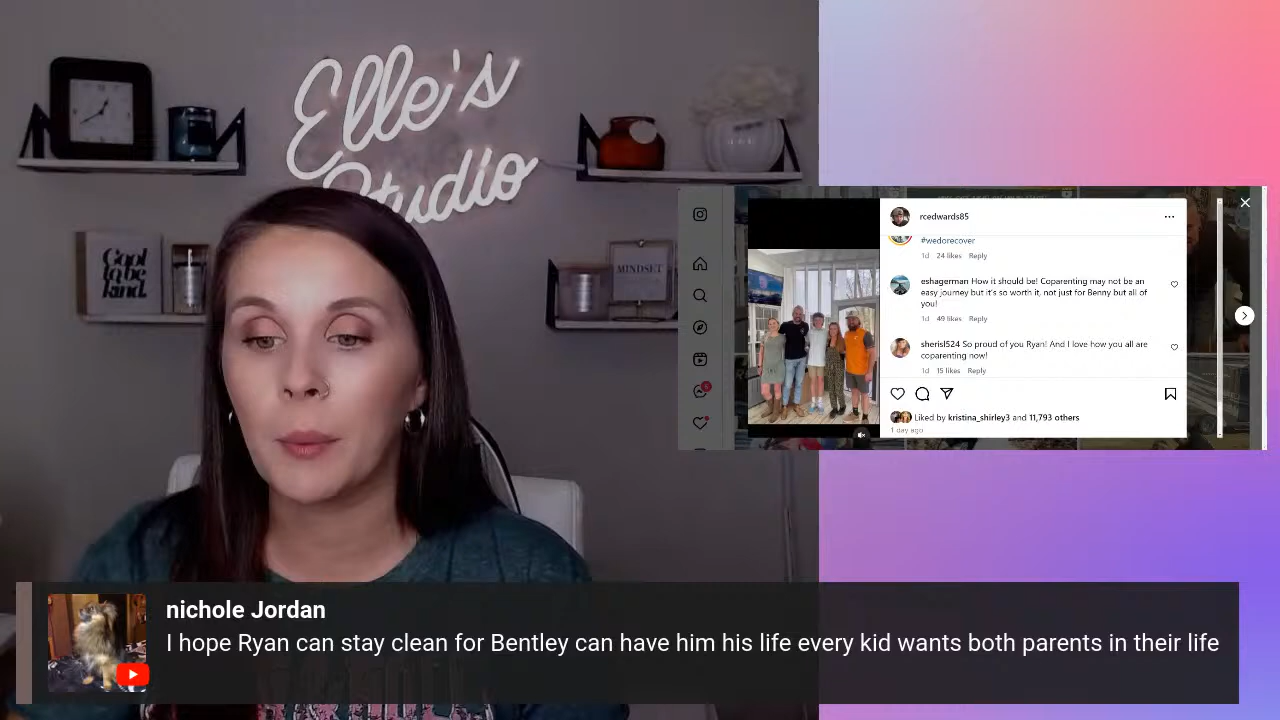 Elle's
Studio
Cool
to be
kind.
MINDSET
rcedwards85
#wedorecover
1d 24 likes Reply
eshagerman How it should be! Coparenting may not be an
easy journey but it's so worth it, not just for Benny but all of
you!
1d 49 likes Reply
sherisl524 So proud of you Ryan! And I love how you all are
coparenting now!
1d 15 likes Reply
5
Liked by kristina_shirley3 and 11,793 others
1 day ago
nichole Jordan
I hope Ryan can stay clean for Bentley can have him his life every kid wants both parents in their life